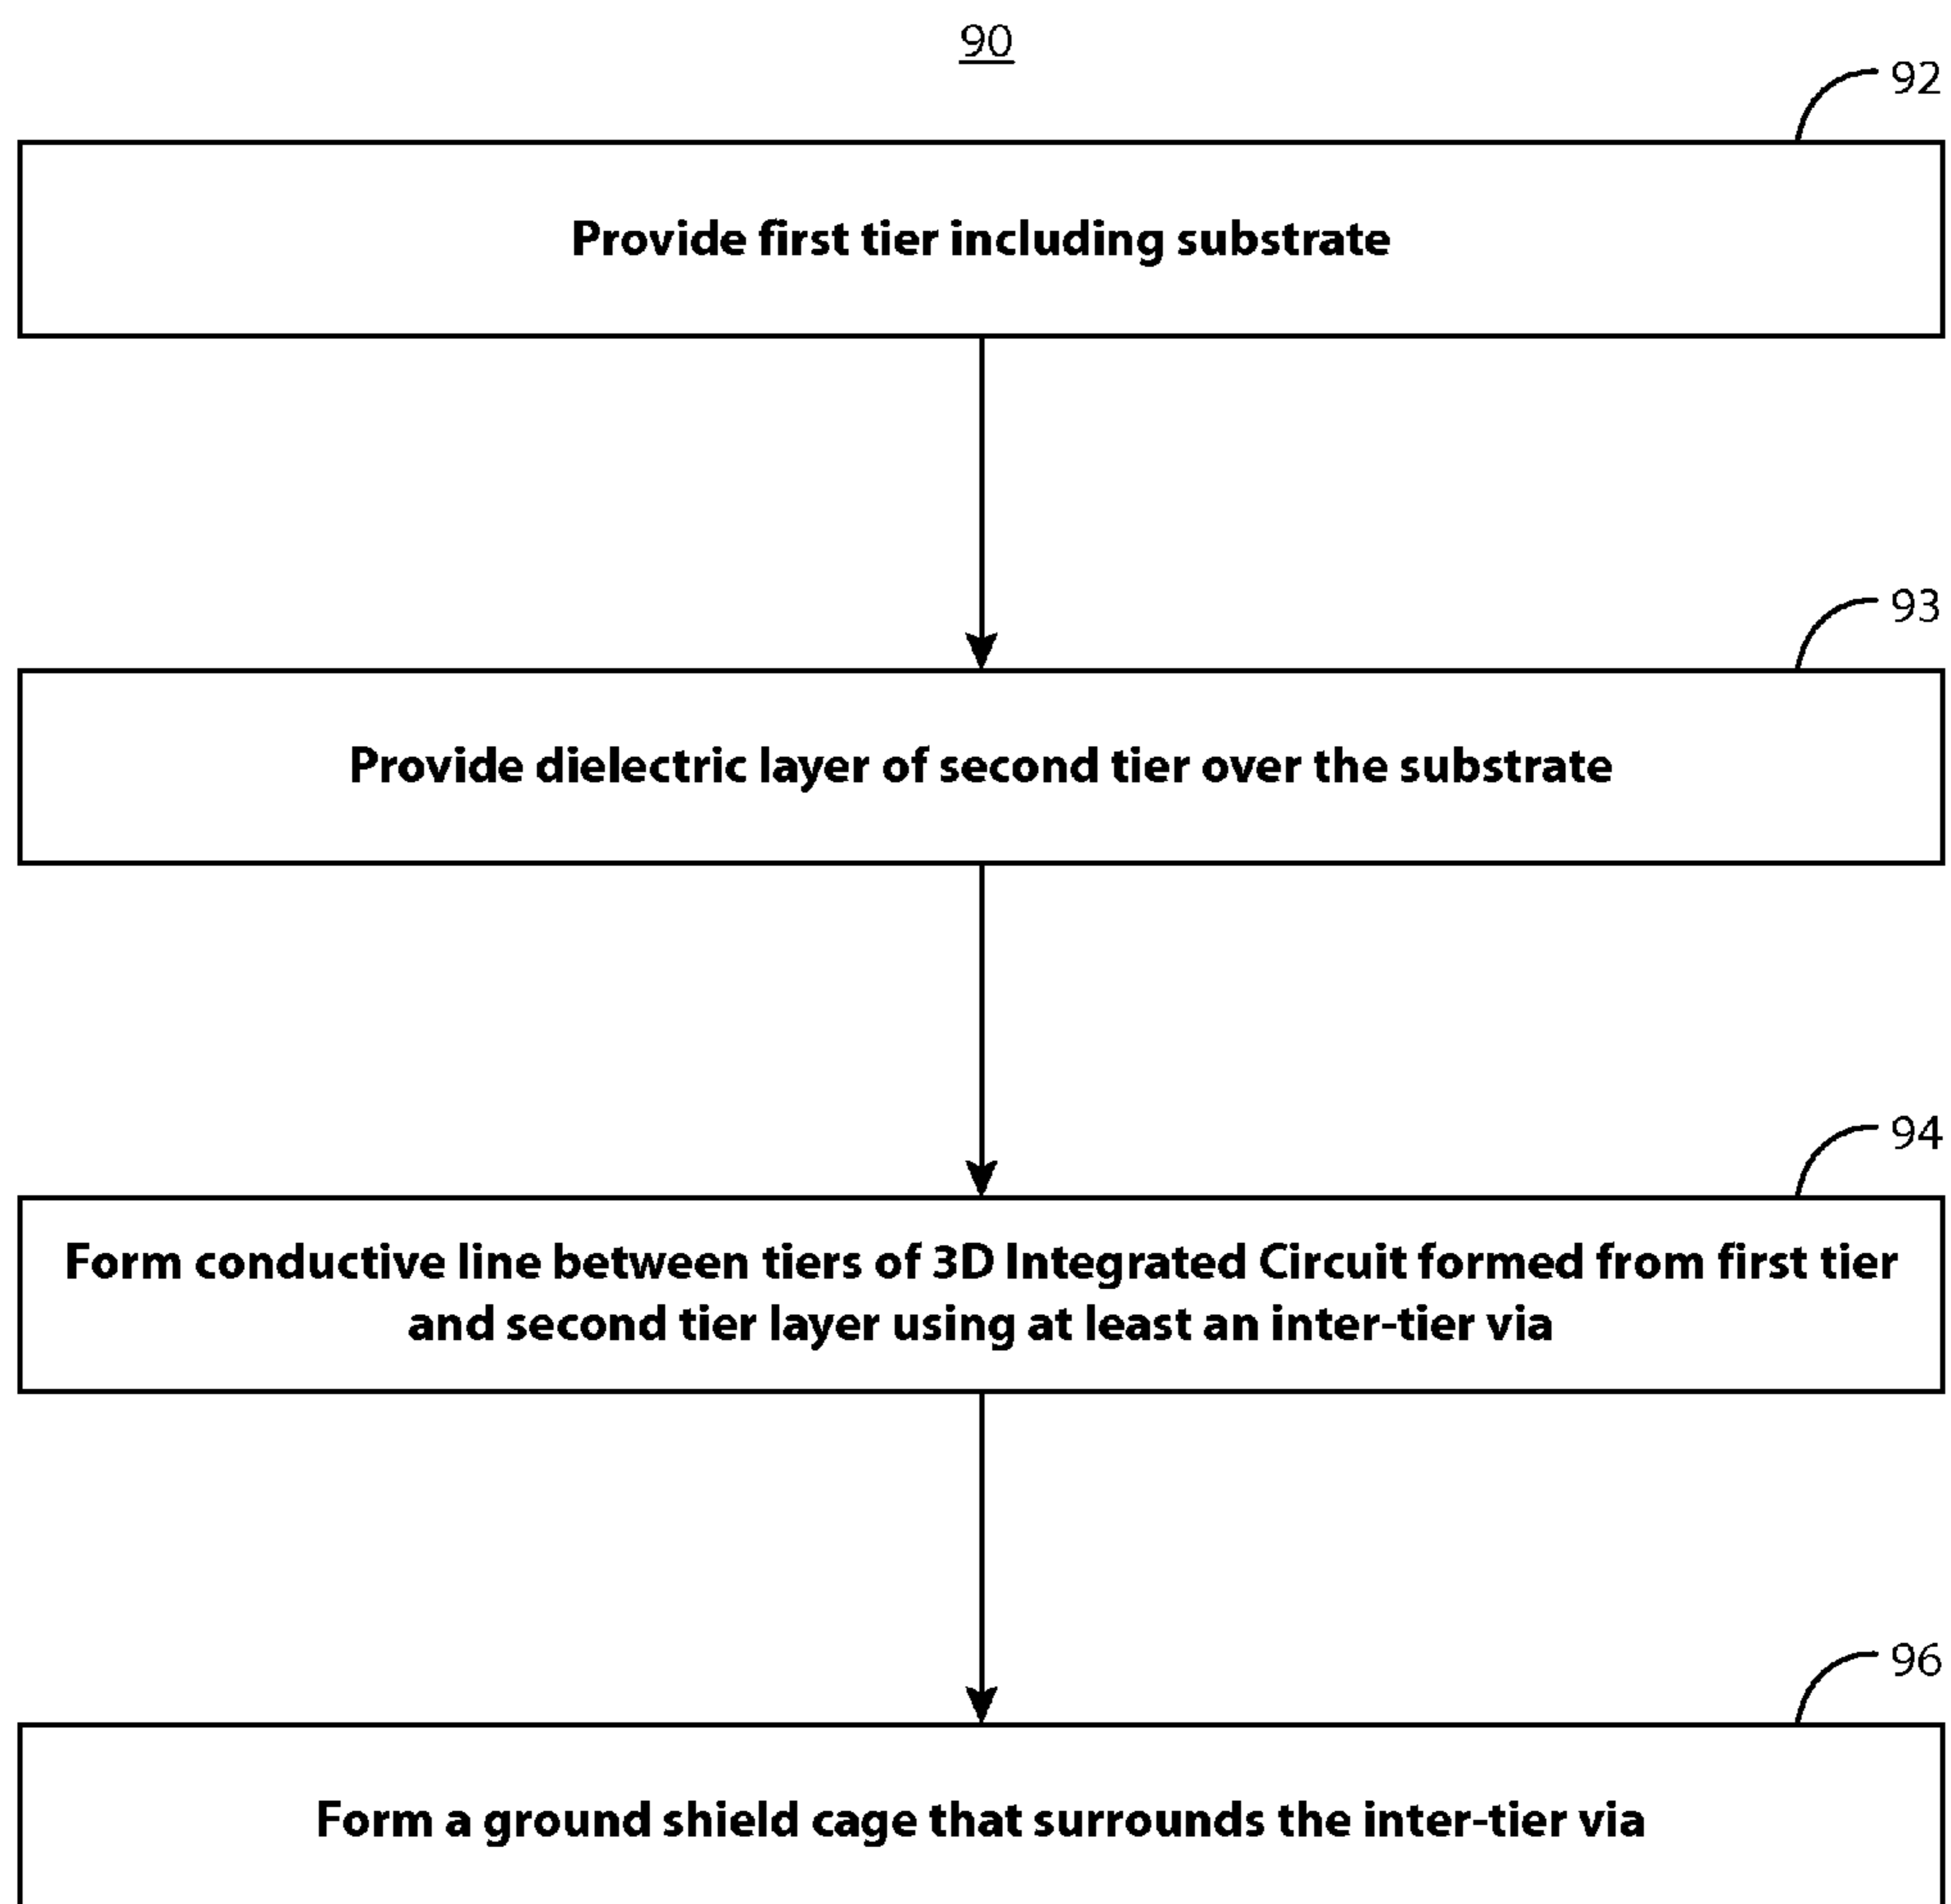 90
92
Provide first tier including substrate
93
Provide dielectric layer of second tier over the substrate
94
Form conductive line between tiers of 3D Integrated Circuit formed from first tier
and second tier layer using at least an inter-tier via
96
Form a ground shield cage that surrounds the inter-tier via